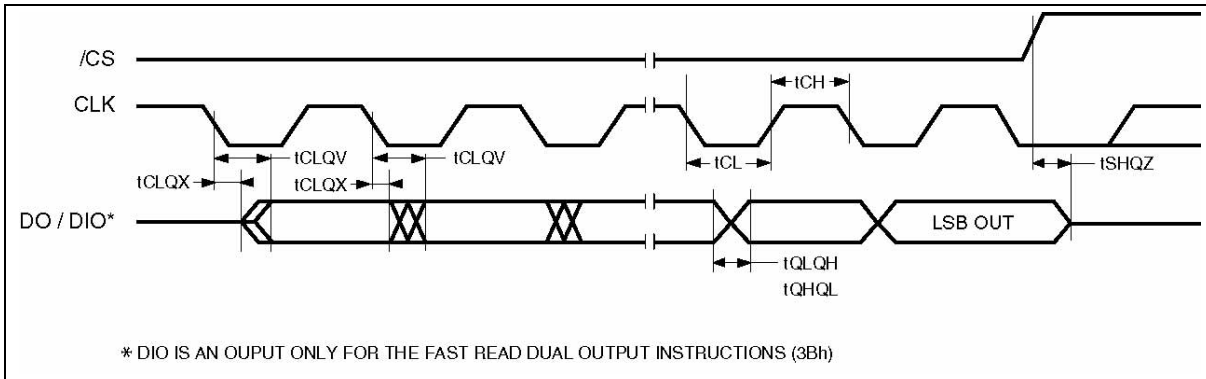 /CS
tCH
CLK
tCLQV
tCLQV
tCL
tSHQZ
tCLQX
tCLQX
DO / DIO*
LSB OUT
tQLQH
tQHQL
* DIO IS AN OUPUT ONLY FOR THE FAST READ DUAL OUTPUT INSTRUCTIONS (3Bh)